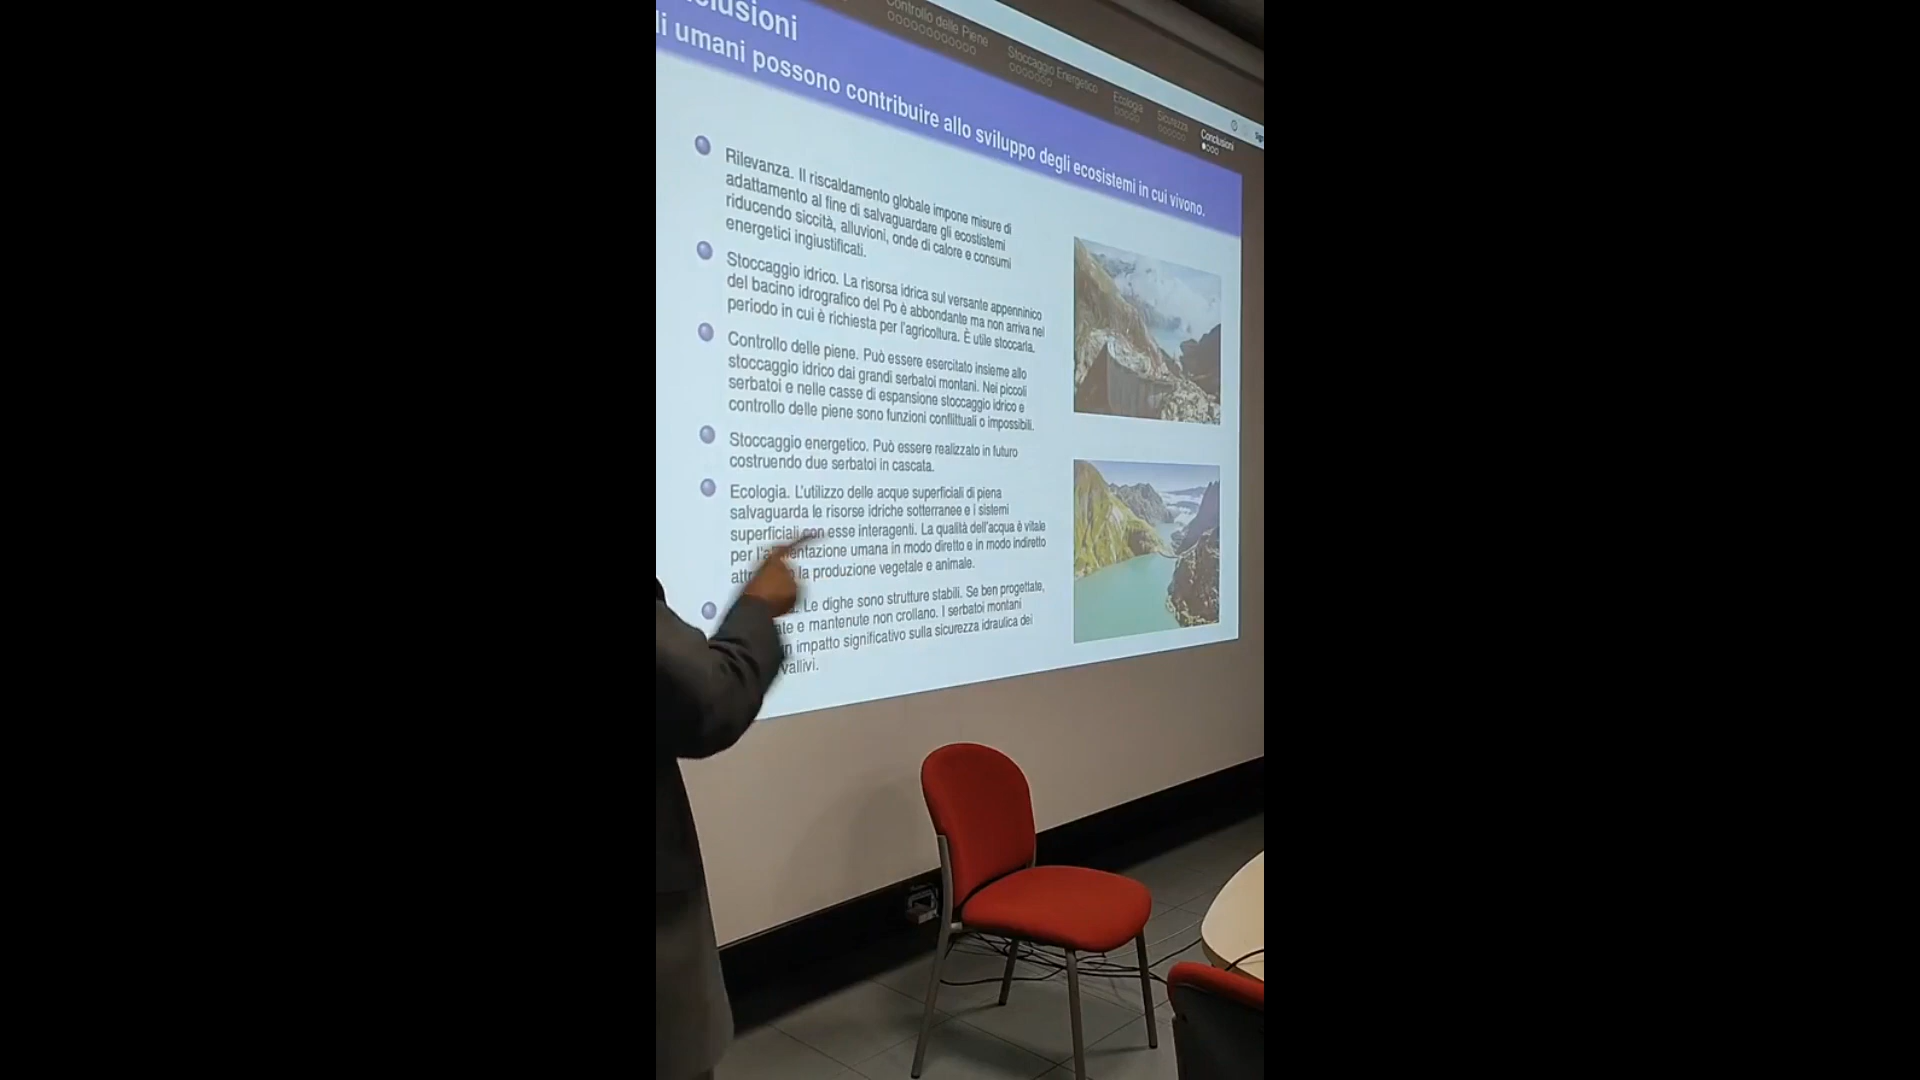 Controllo delle Piene
Stoccaggio Energetico
Ecologia
Sicurezza
Conclusioni
usioni
li umani possono contribuire allo sviluppo degli ecosistemi in cui vivono.
Rilevanza. Il riscaldamento globale impone misure di
adattamento al fine di salvaguardare gli ecostistemi
riducendo siccità, alluvioni, onde di calore e consumi
energetici ingiustificati.
Stoccaggio idrico. La risorsa idrica sul versante appenninico
del bacino idrografico del Po è abbondante ma non arriva nel
periodo in cui è richiesta per l'agricoltura. È utile stoccarla.
Controllo delle piene. Può essere esercitato insieme allo
stoccaggio idrico dai grandi serbatoi montani. Nei piccoli
serbatoi e nelle casse di espansione stoccaggio idrico e
controllo delle piene sono funzioni conflittuali o impossibili.
Stoccaggio energetico. Può essere realizzato in futuro
costruendo due serbatoi in cascata.
Ecologia. L'utilizzo delle acque superficiali di piena
salvaguarda le risorse idriche sotterranee e i sistemi
superficiali con esse interagenti. La qualità dell'acqua è vitale
per l'a mentazione umana in modo diretto e in modo indiretto
attr la produzione vegetale e animale.
Le dighe sono strutture stabili. Se ben progettate,
ate e mantenute non crollano. I serbatoi montani
n impatto significativo sulla sicurezza idraulica dei
vallivi.